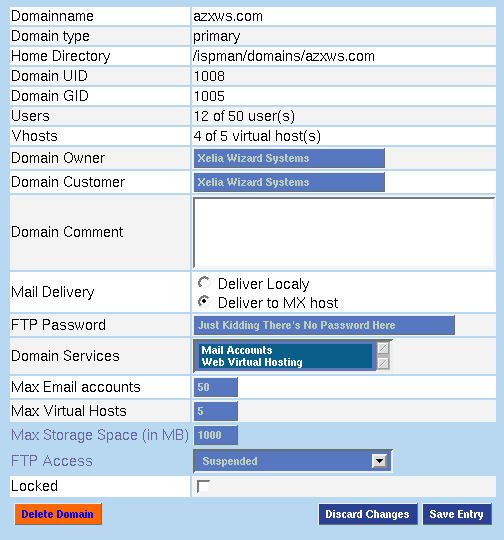 Domainname azxws.com
Domain type primary
Home Directory /ispman/domains/azxws.com
Domain UID 1008
Domain GID 1005
Users 12 of 50 user(s)
Vhosts 4 of 5 virtual host(s)
Domain Owner Xelia Wizard Systems
Domain Customer Xelia Wizard Systems
Domain Comment
Mail Delivery Deliver Localy
Deliver to MX host
FTP Password Just Kidding There's No Password Here
Domain Services Mail Accounts
Web Virtual Hosting
Max Email accounts 50
Max Virtual Hosts 5
Max Storage Space (in MB) 1000
FTP Access Suspended
Locked
Delete Domain Discard Changes Save Entry